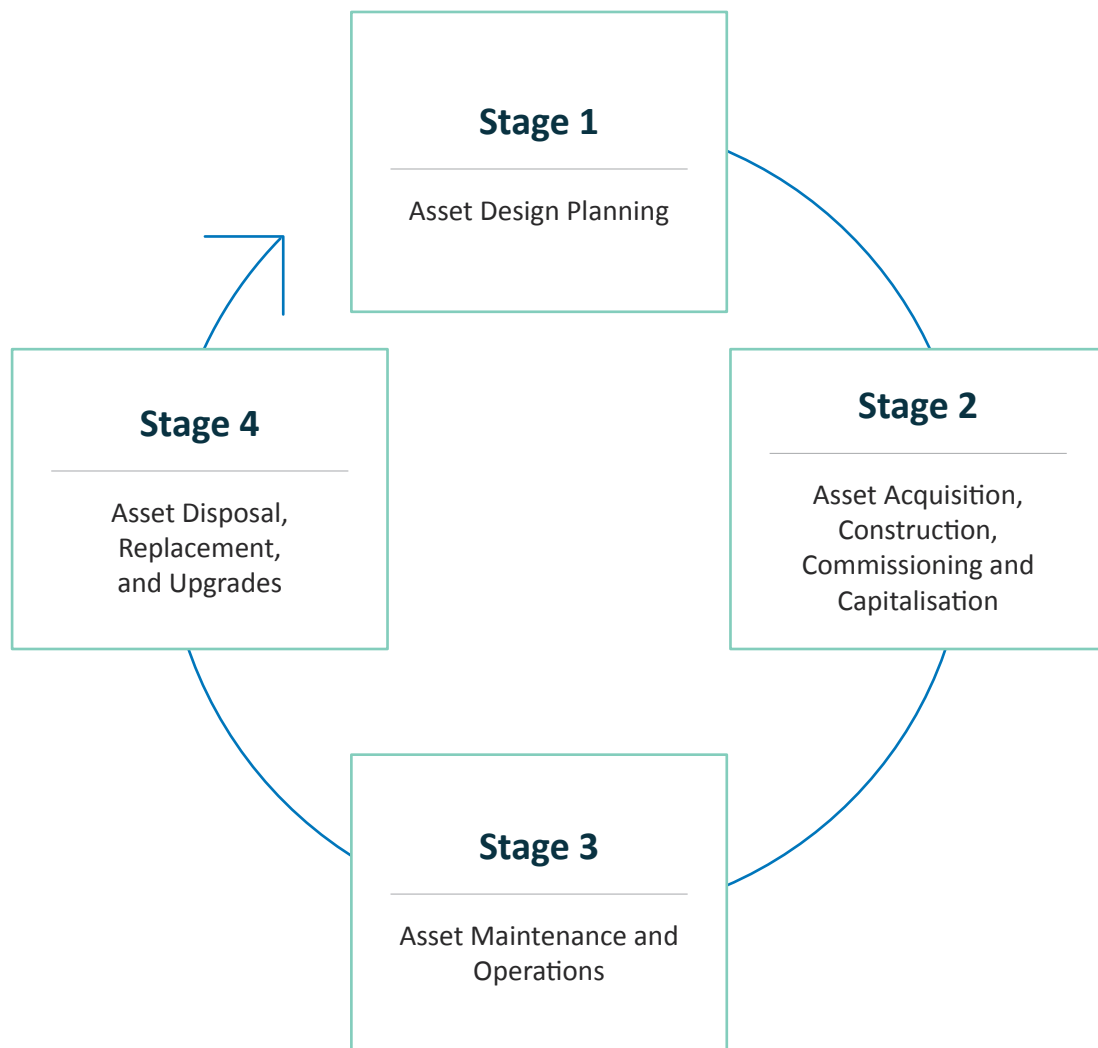 Stage 1
Asset Design Planning
Stage 2
Asset Acquisition,
Construction,
Commissioning and
Capitalisation
Stage 3
Asset Maintenance and
Operations
Stage 4
Asset Disposal,
Replacement,
and Upgrades